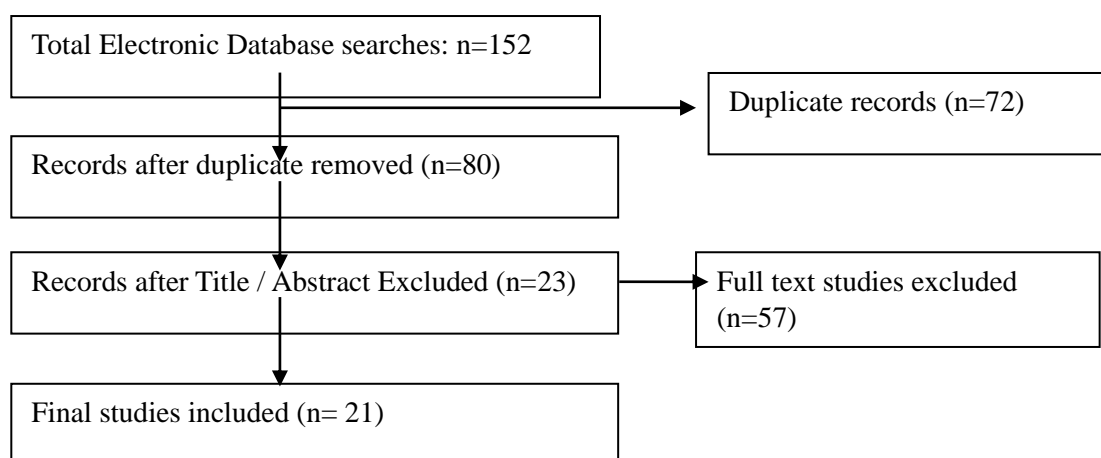 Total Electronic Database searches: n=152
Duplicate records (n=72)
Records after duplicate removed (n=80)
Records after Title / Abstract Excluded (n=23)
Full text studies excluded
(n=57)
Final studies included (n= 21)